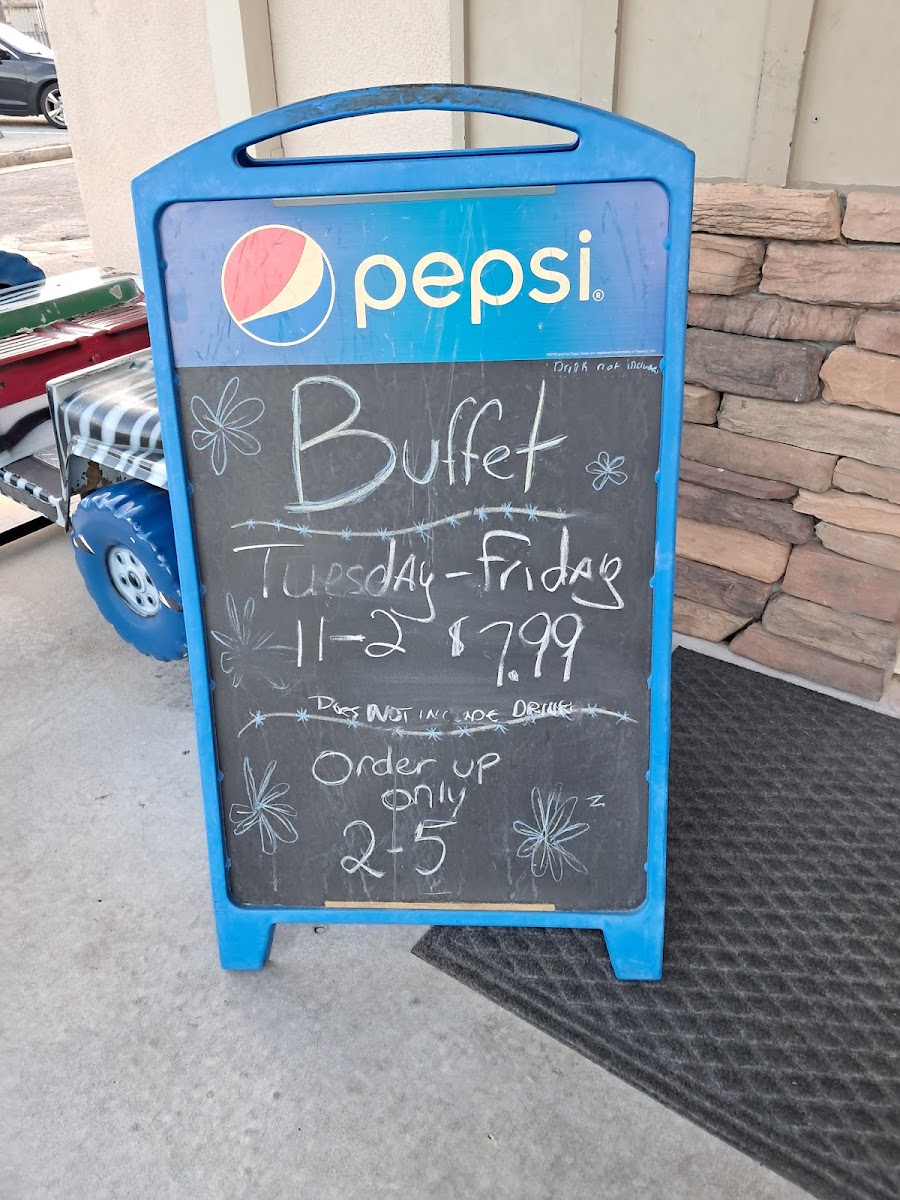 pepsi®
Drink not include
Buffet
Tuesday - Friday
11-2 $7.99
Does NOT INCLUDE DRINK
Order up
only
2-5